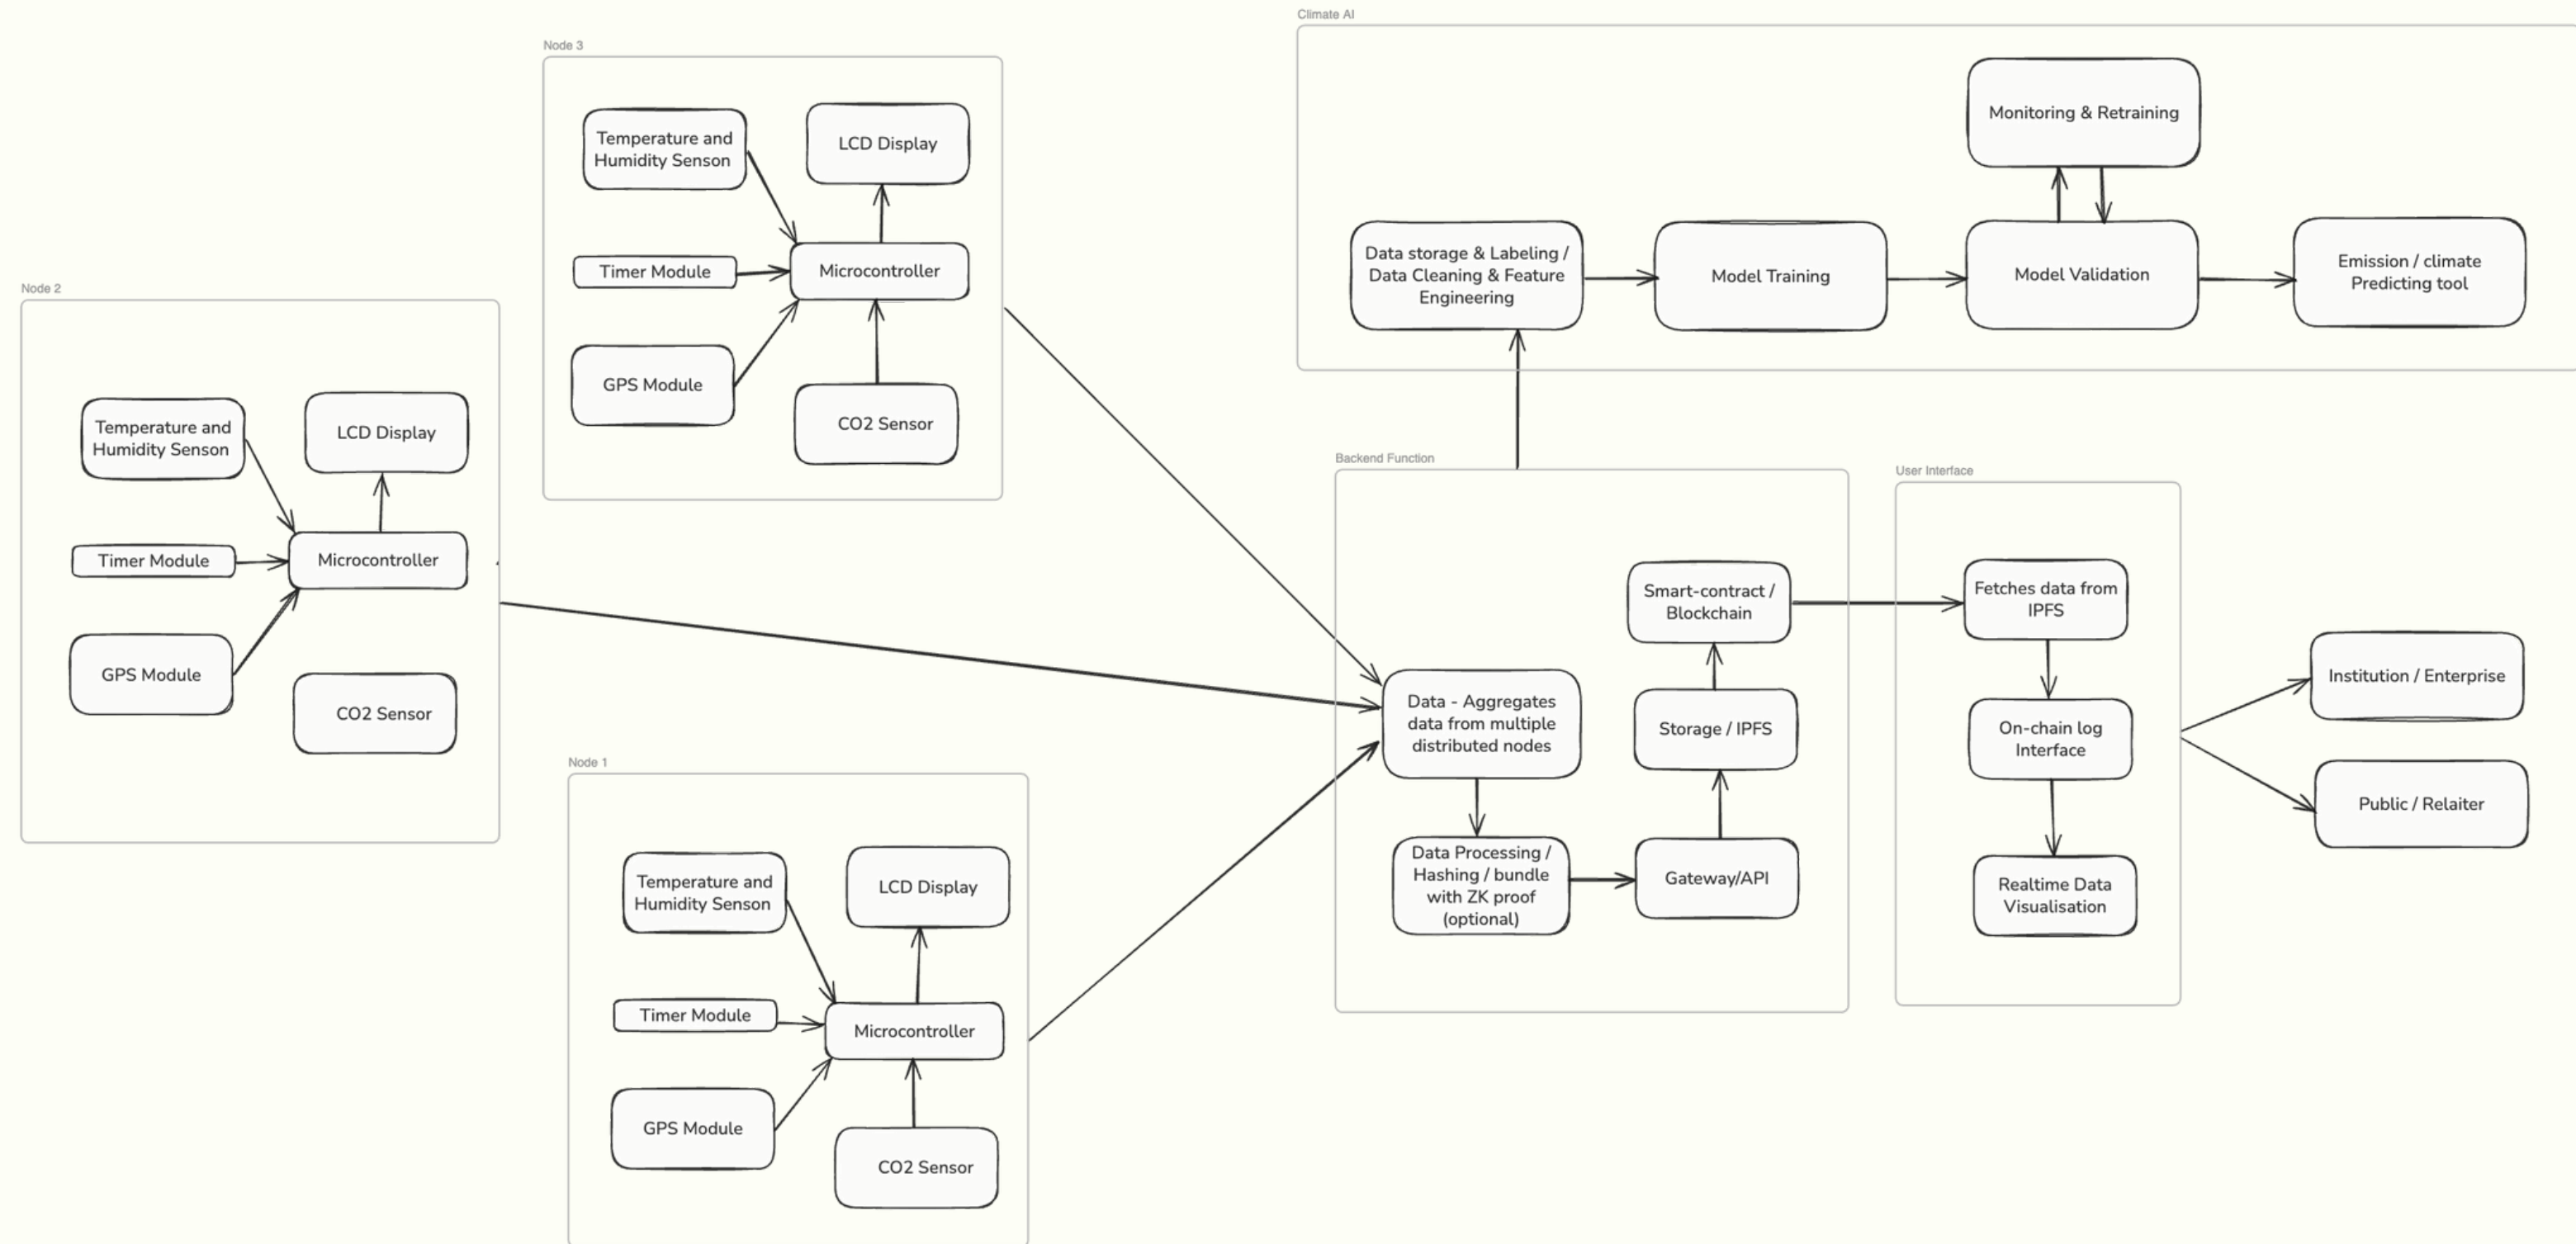 Climate AI
Monitoring & Retraining
Data storage & Labeling /
Data Cleaning & Feature
Engineering
Model Training
Model Validation
Emission / climate
Predicting tool
Node 3
Temperature and
Humidity Senson
LCD Display
Timer Module
Microcontroller
GPS Module
CO2 Sensor
Node 2
Temperature and
Humidity Senson
LCD Display
Timer Module
Microcontroller
GPS Module
CO2 Sensor
Node 1
Temperature and
Humidity Senson
LCD Display
Timer Module
Microcontroller
GPS Module
CO2 Sensor
Backend Function
Smart-contract /
Blockchain
Data - Aggregates
data from multiple
distributed nodes
Storage / IPFS
Data Processing /
Hashing / bundle
with ZK proof
(optional)
Gateway/API
User Interface
Fetches data from
IPFS
On-chain log
Interface
Realtime Data
Visualisation
Institution / Enterprise
Public / Relaiter